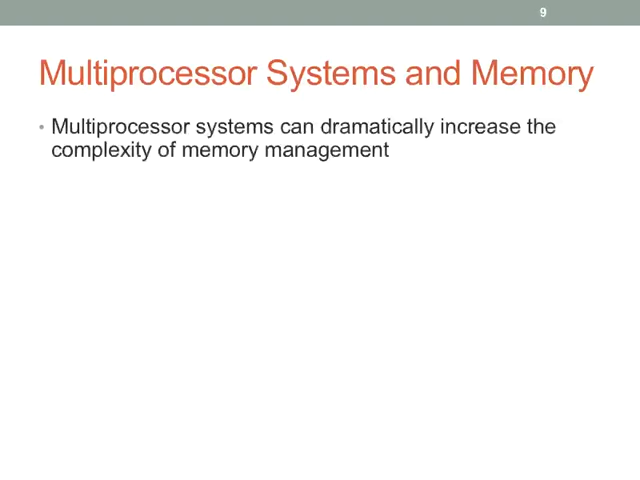 9
Multiprocessor Systems and Memory
• Multiprocessor systems can dramatically increase the
complexity of memory management